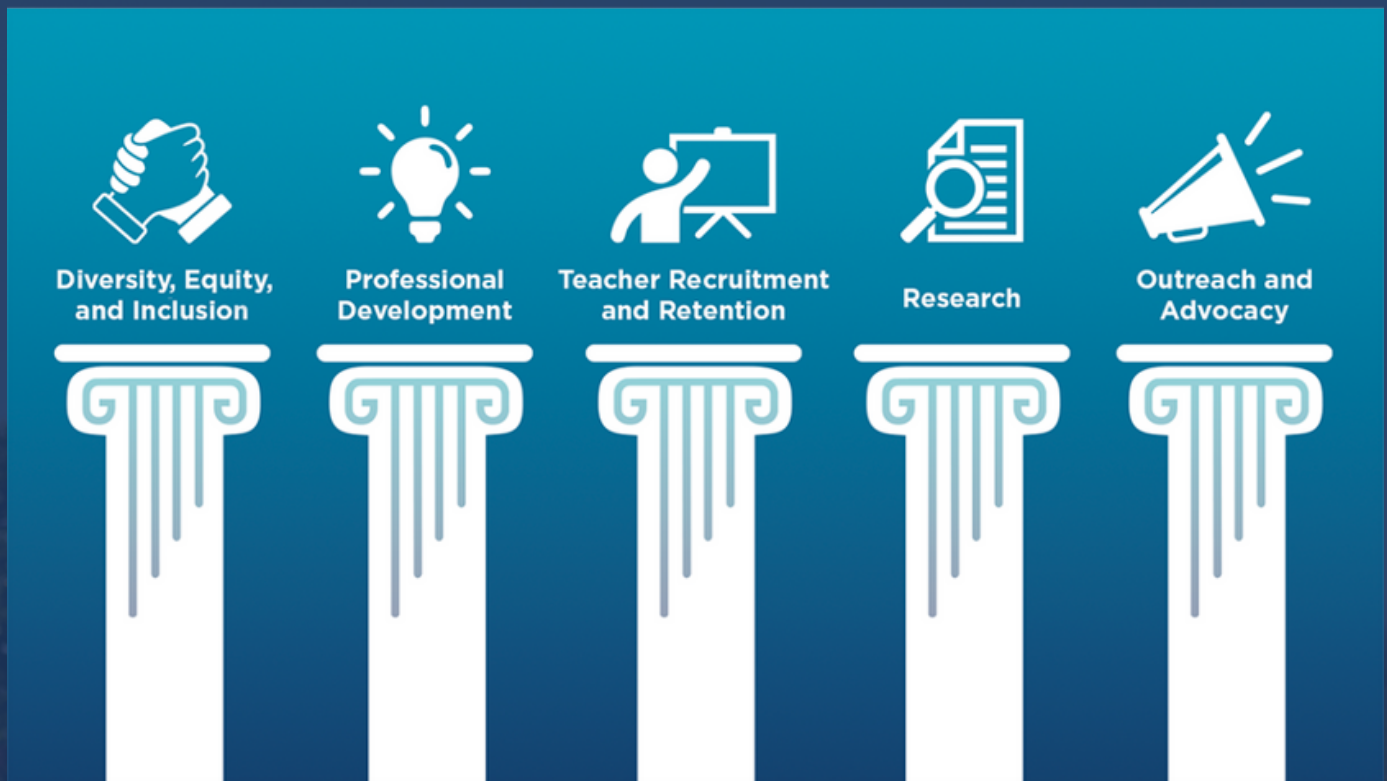 Diversity, Equity,
and Inclusion
Professional
Development
Teacher Recruitment
and Retention
Research
Outreach and
Advocacy